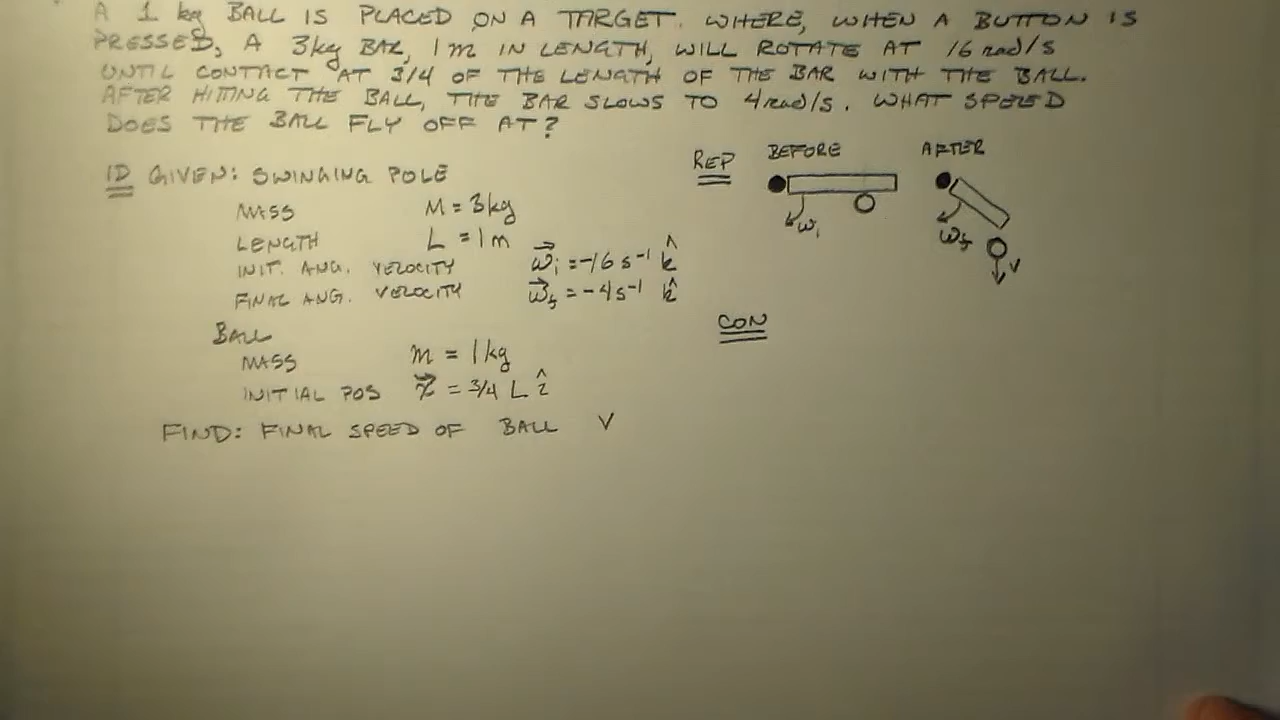 A 1 kg BALL IS PLACED ON A TARGET. WHERE, WHEN A BUTTON IS
PRESSED, A 3kg BAR, 1m IN LENGTH, WILL ROTATE AT 16 rad/s
UNTIL CONTACT AT 3/4 OF THE LENGTH OF THE BAR WITH THE BALL.
AFTER HITING THE BALL, THE BAR SLOWS TO 4rad/s. WHAT SPEED
DOES THE BALL FLY OFF AT?
ID GIVEN: SWINGING POLE
MASS M = 3kg
LENGTH L = 1m
INIT. ANG. VELOCITY ω⃗i = -16 s⁻¹ k̂
FINAL ANG. VELOCITY ω⃗f = -4 s⁻¹ k̂
BALL
MASS m = 1kg
INITIAL POS r⃗ = 3/4 L î
FIND: FINAL SPEED OF BALL V
REP BEFORE AFTER
ωi
ωf
V
CON